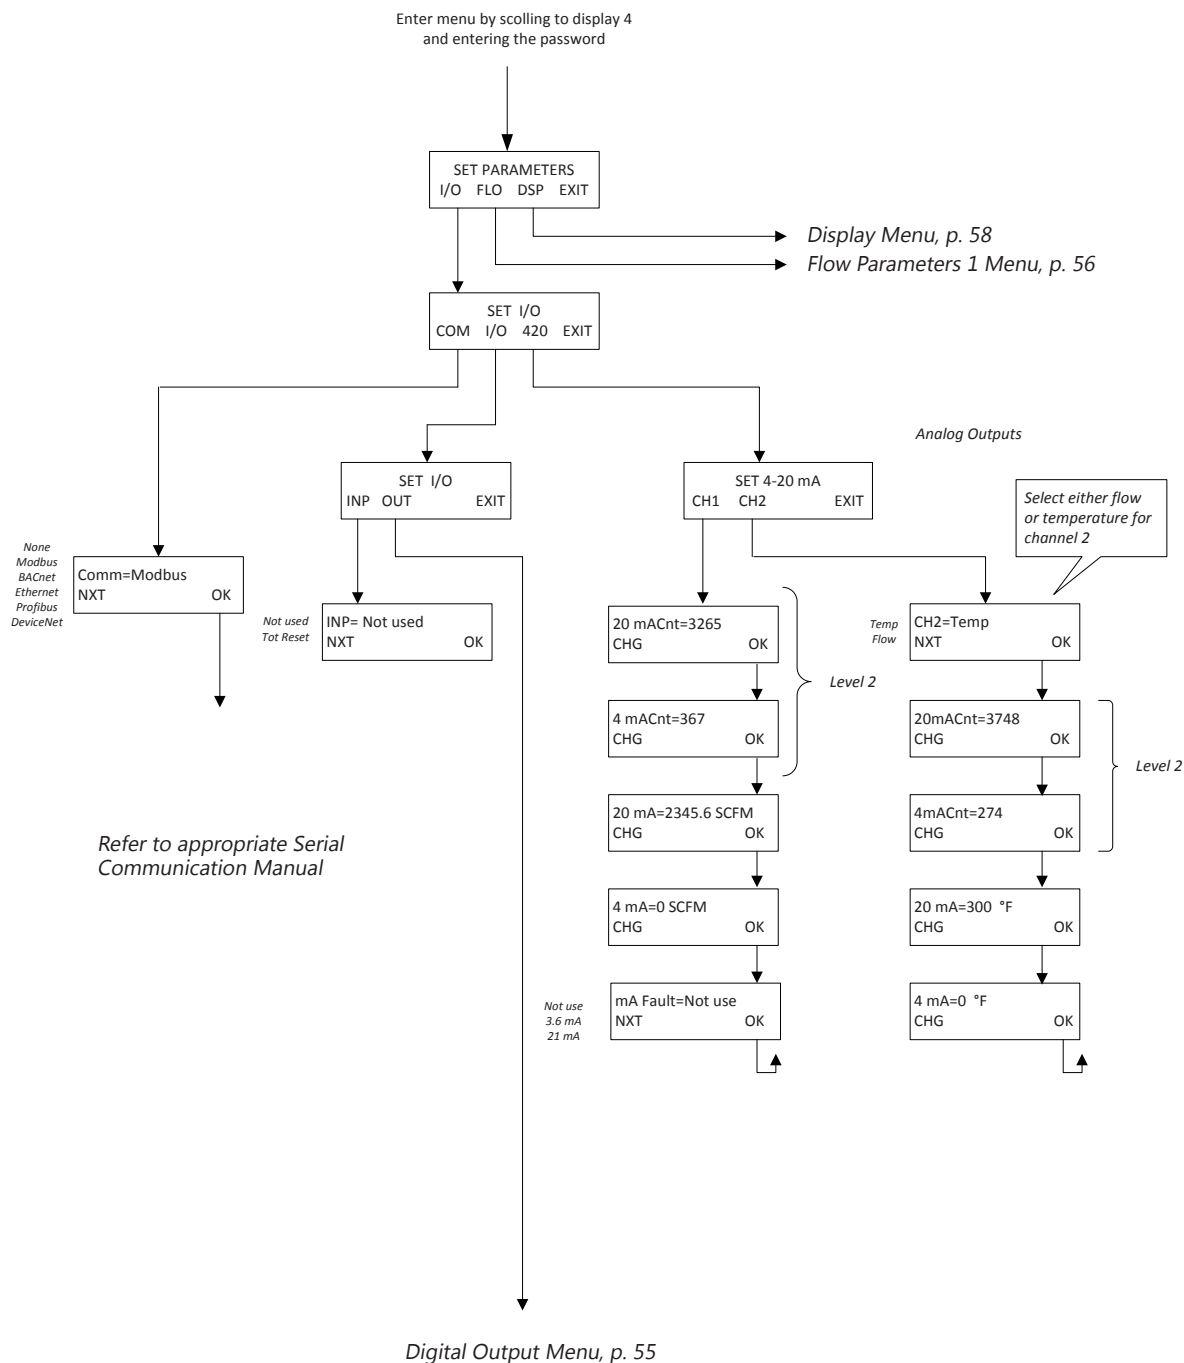 Enter menu by scolling to display 4
and entering the password
SET PARAMETERS
I/O FLO DSP EXIT
Display Menu, p. 58
Flow Parameters 1 Menu, p. 56
SET I/O
COM I/O 420 EXIT
Analog Outputs
SET I/O
INP OUT EXIT
SET 4-20 mA
CH1 CH2 EXIT
Select either flow
or temperature for
channel 2
None
Modbus
BACnet
Ethernet
Profibus
DeviceNet
Comm=Modbus
NXT OK
Not used
Tot Reset
INP= Not used
NXT OK
20 mACnt=3265
CHG OK
Temp
Flow
CH2=Temp
NXT OK
Level 2
4 mACnt=367
CHG OK
20mACnt=3748
CHG OK
Level 2
20 mA=2345.6 SCFM
CHG OK
4mACnt=274
CHG OK
Refer to appropriate Serial
Communication Manual
4 mA=0 SCFM
CHG OK
20 mA=300 °F
CHG OK
Not use
3.6 mA
21 mA
mA Fault=Not use
NXT OK
4 mA=0 °F
CHG OK
Digital Output Menu, p. 55